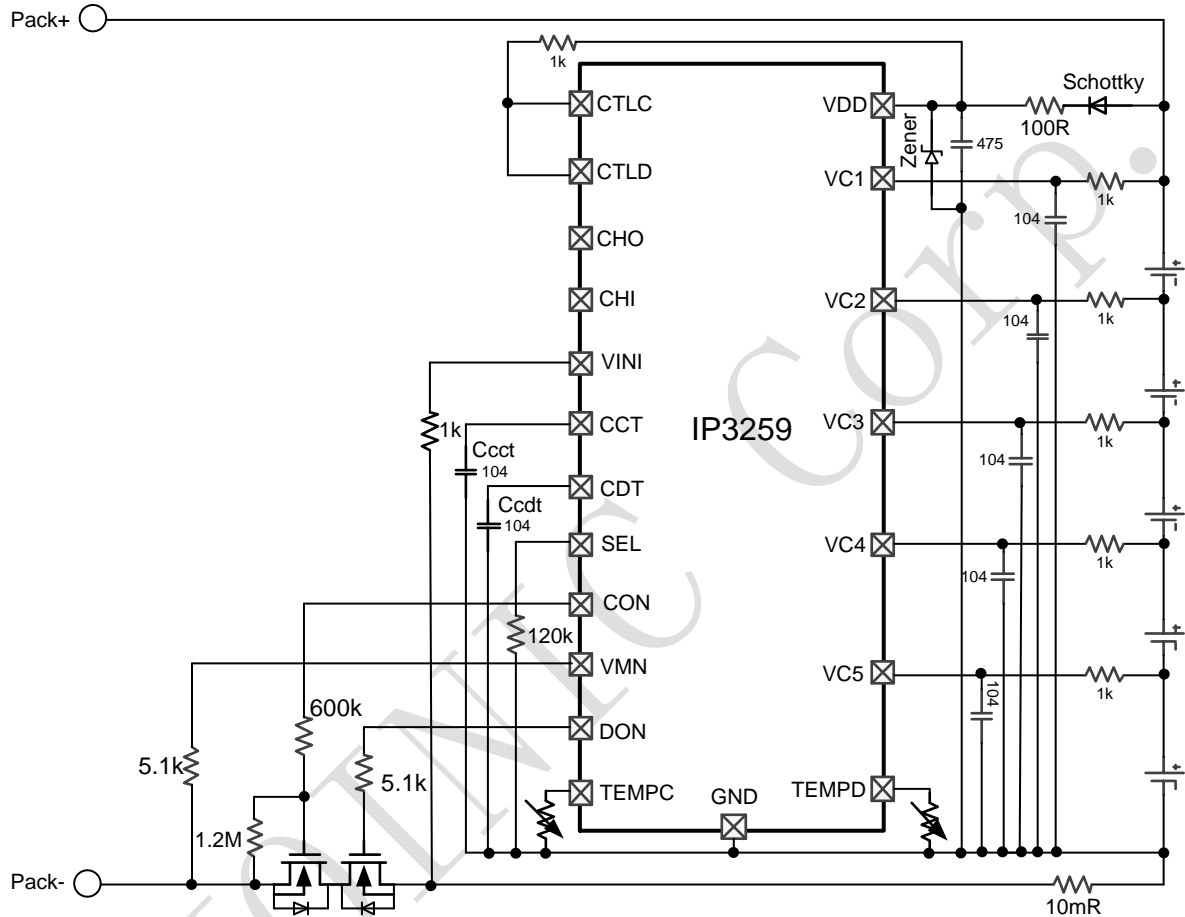 Pack+
1k
CTLC
CTLD
CHO
CHI
VINI
CCT
CDT
SEL
CON
VMN
DON
TEMPC
GND
TEMPD
VDD
VC1
VC2
VC3
VC4
VC5
IP3259
Zener
475
100R
Schottky
104
1k
104
1k
104
1k
104
1k
104
1k
1k
Ccct
104
Ccdt
104
120k
600k
5.1k
5.1k
1.2M
Pack-
10mR
OINIC Corp.